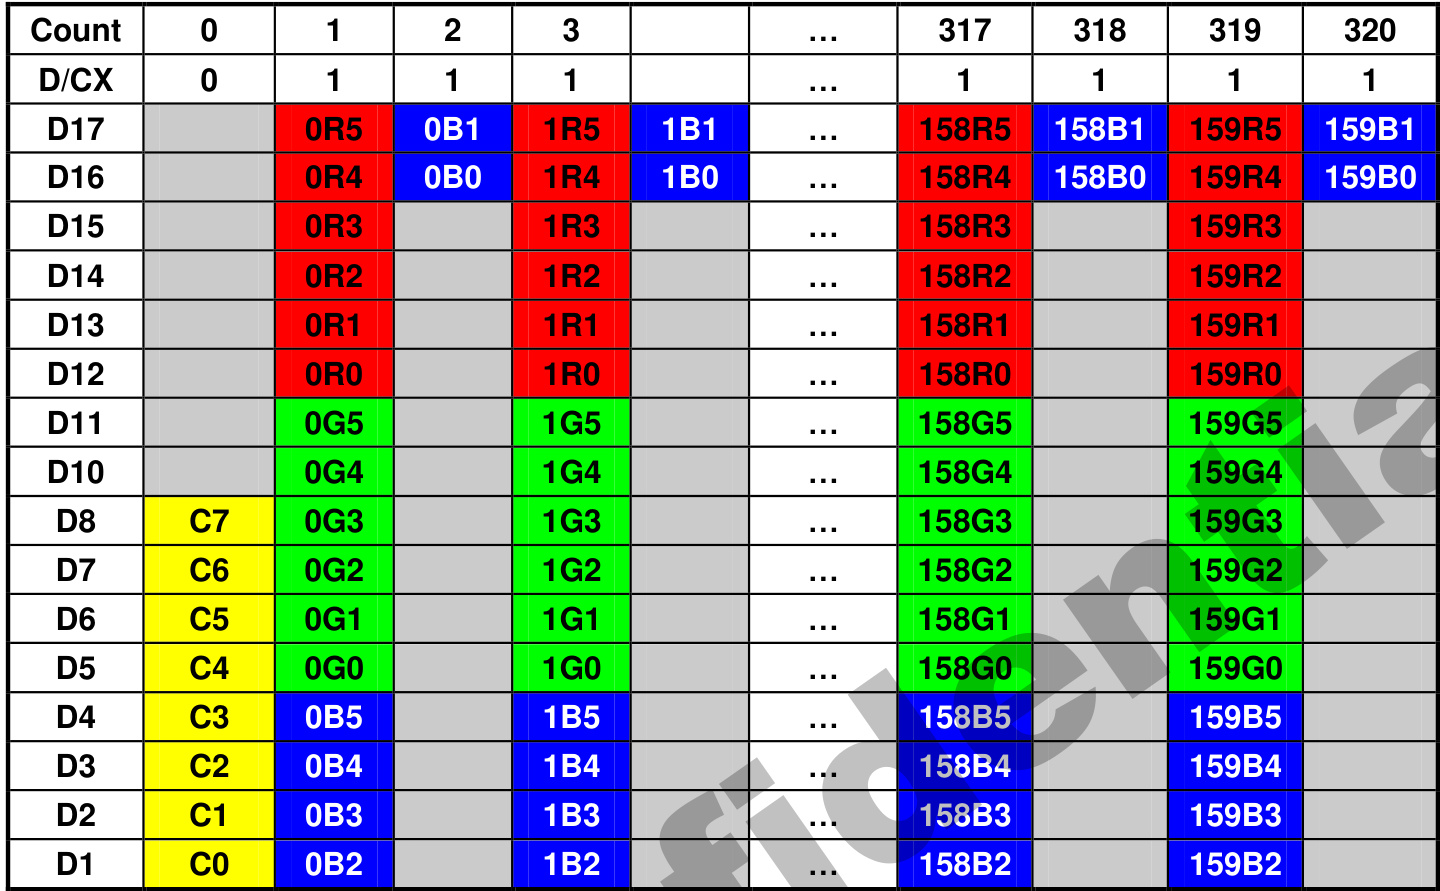 Count 0 1 2 3 ... 317 318 319 320
D/CX 0 1 1 1 ... 1 1 1 1
D17 0R5 0B1 1R5 1B1 ... 158R5 158B1 159R5 159B1
D16 0R4 0B0 1R4 1B0 ... 158R4 158B0 159R4 159B0
D15 0R3 1R3 ... 158R3 159R3
D14 0R2 1R2 ... 158R2 159R2
D13 0R1 1R1 ... 158R1 159R1
D12 0R0 1R0 ... 158R0 159R0
D11 0G5 1G5 ... 158G5 159G5
D10 0G4 1G4 ... 158G4 159G4
D8 C7 0G3 1G3 ... 158G3 159G3
D7 C6 0G2 1G2 ... 158G2 159G2
D6 C5 0G1 1G1 ... 158G1 159G1
D5 C4 0G0 1G0 ... 158G0 159G0
D4 C3 0B5 1B5 ... 158B5 159B5
D3 C2 0B4 1B4 ... 158B4 159B4
D2 C1 0B3 1B3 ... 158B3 159B3
D1 C0 0B2 1B2 ... 158B2 159B2
fidentia